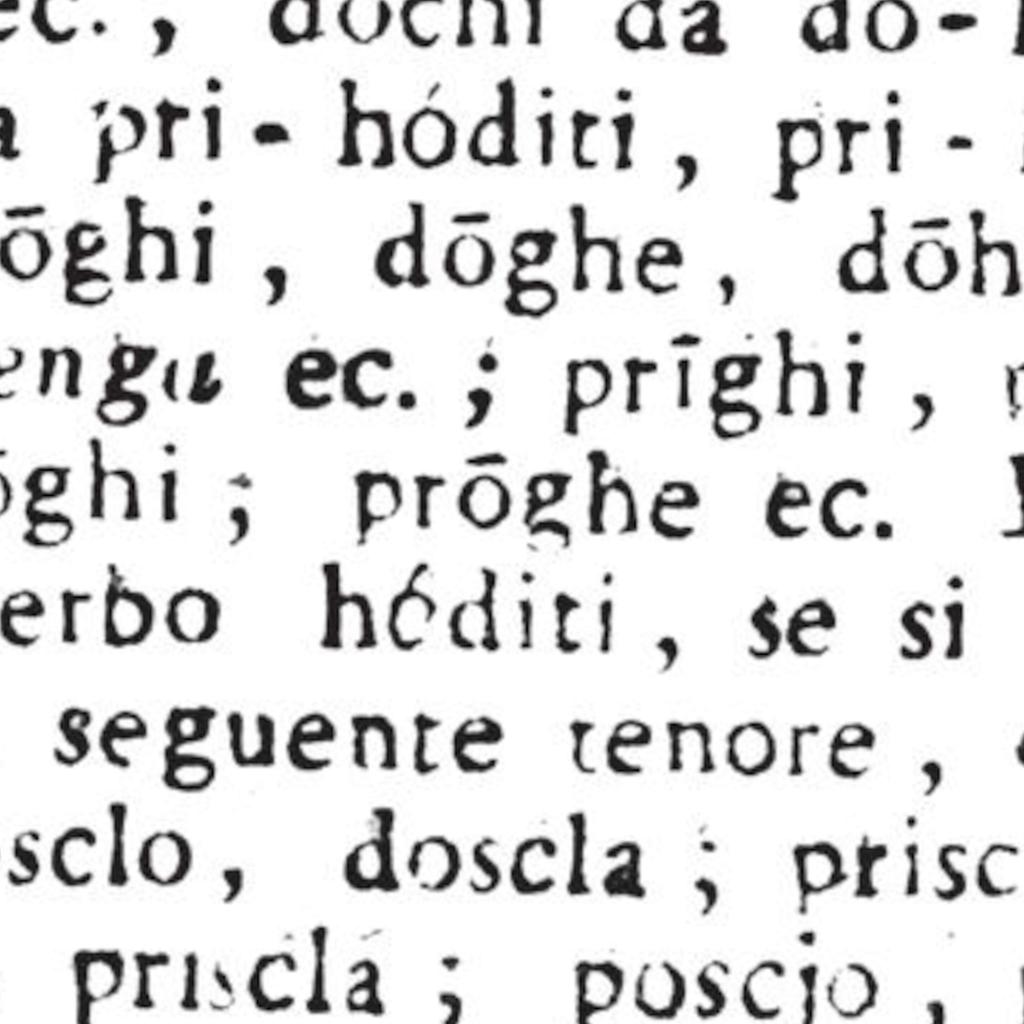 ec. , dochi da do-
pri- hóditi , pri -
ōghi , dōghe , dōh
engu ec. ; prīghi ,
ōghi ; prōghe ec.
erbo hóditi , se si
seguente tenore ,
sclo , doscla ; prisc
priscla ; poscjo ,